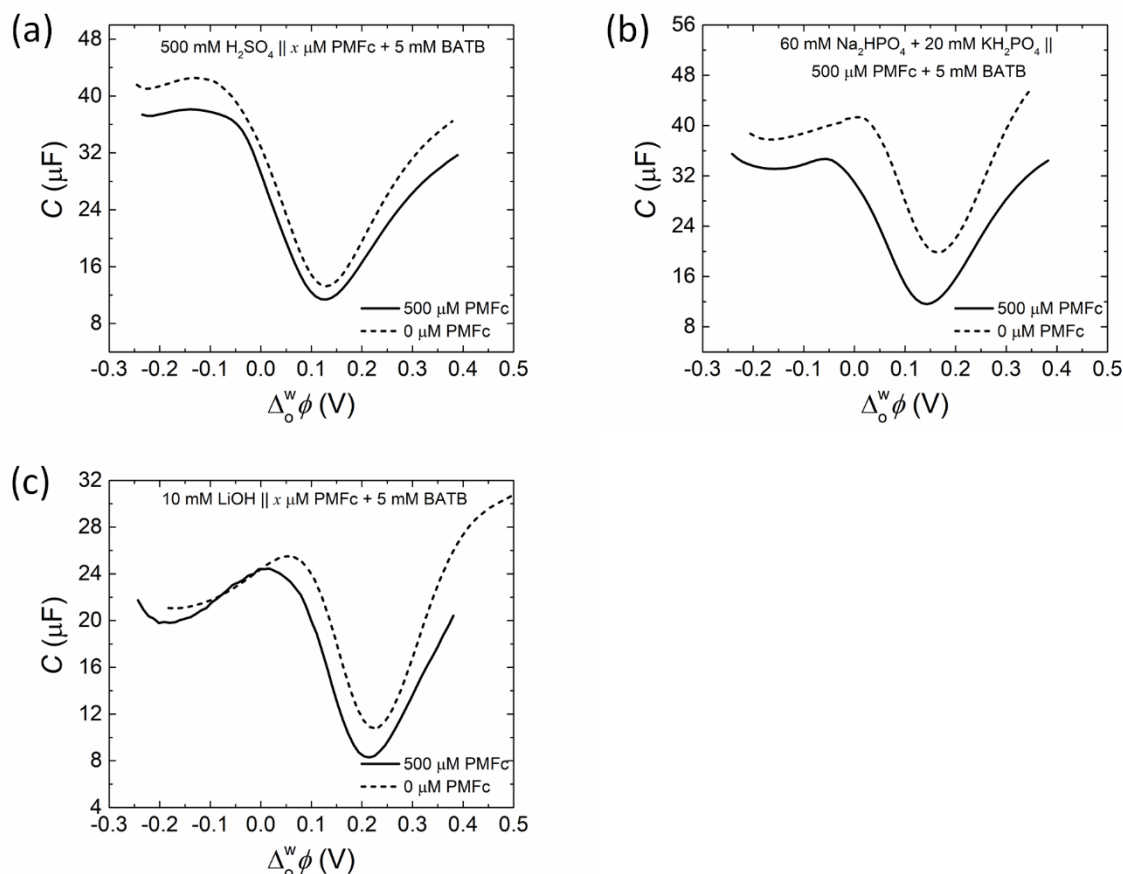 (a)
500 mM H₂SO₄ || x μM PMFc + 5 mM BATB
48
40
32
24
16
8
C (μF)
500 μM PMFc
0 μM PMFc
-0.3 -0.2 -0.1 0.0 0.1 0.2 0.3 0.4 0.5
Δ_o^w ϕ (V)
(b)
60 mM Na₂HPO₄ + 20 mM KH₂PO₄ ||
500 μM PMFc + 5 mM BATB
56
48
40
32
24
16
8
C (μF)
500 μM PMFc
0 μM PMFc
-0.3 -0.2 -0.1 0.0 0.1 0.2 0.3 0.4 0.5
Δ_o^w ϕ (V)
(c)
10 mM LiOH || x μM PMFc + 5 mM BATB
32
28
24
20
16
12
8
4
C (μF)
500 μM PMFc
0 μM PMFc
-0.3 -0.2 -0.1 0.0 0.1 0.2 0.3 0.4 0.5
Δ_o^w ϕ (V)